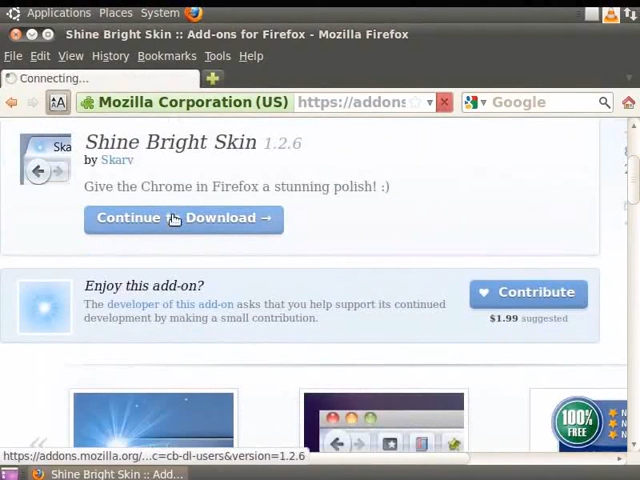 Applications Places System
Shine Bright Skin :: Add-ons for Firefox - Mozilla Firefox
File Edit View History Bookmarks Tools Help
Connecting...
Mozilla Corporation (US) https://addons Google
Ska
Shine Bright Skin 1.2.6
by Skarv
Give the Chrome in Firefox a stunning polish! :)
Continue Download →
Enjoy this add-on?
The developer of this add-on asks that you help support its continued
development by making a small contribution.
Contribute
$1.99 suggested
100%
FREE
https://addons.mozilla.org/...c=cb-dl-users&version=1.2.6
Shine Bright Skin :: Add...